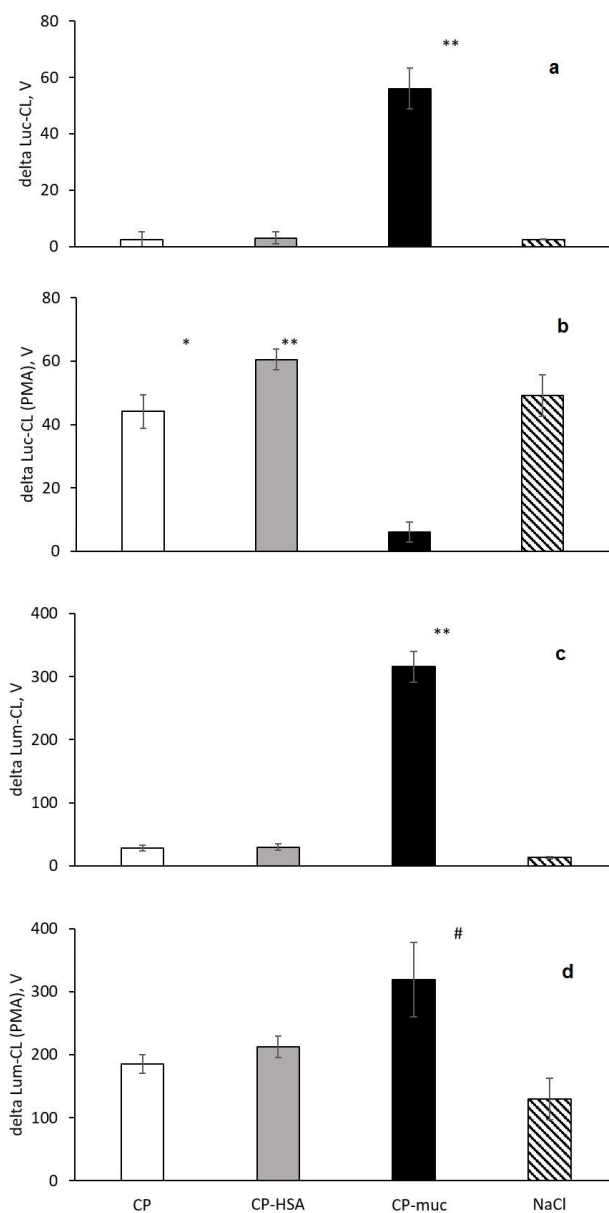 80
**
a
60
40
20
0
delta Luc-CL, V
80
b
*
**
60
40
20
0
delta Luc-CL (PMA), V
400
**
c
300
200
100
0
delta Lum-CL, V
400
#
d
300
200
100
0
delta Lum-CL (PMA), V
CP CP-HSA CP-muc NaCl